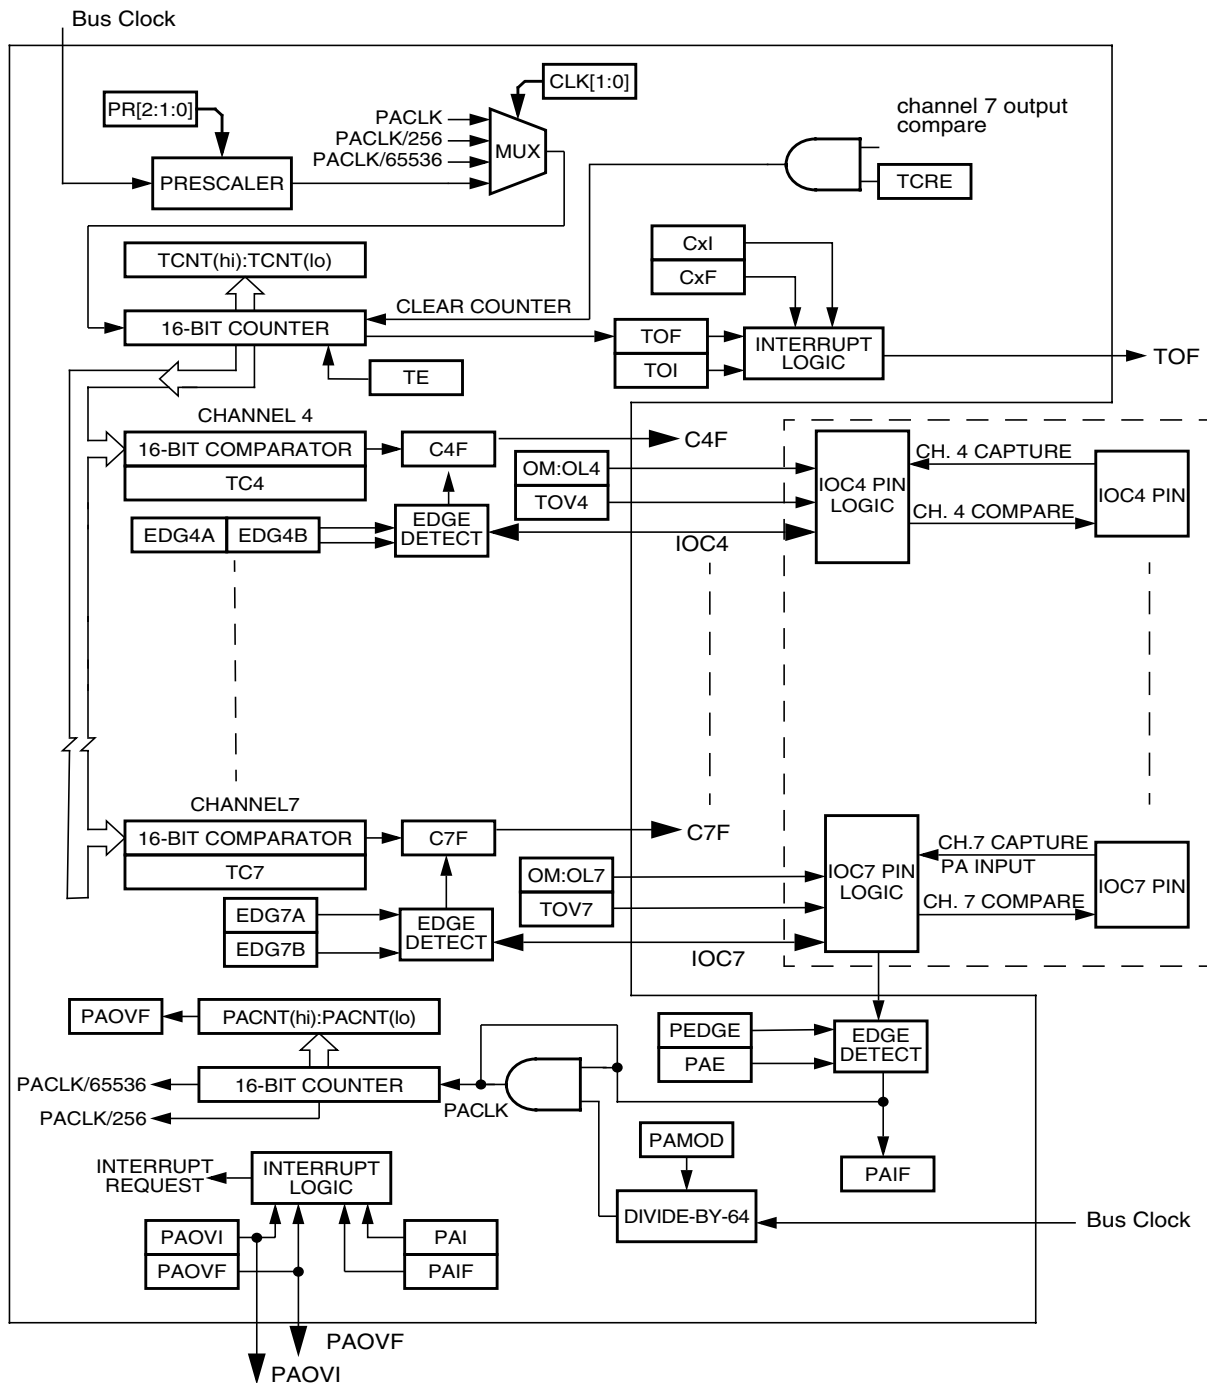 Bus Clock
PR[2:1:0]
CLK[1:0]
PACLK
PACLK/256
PACLK/65536
MUX
PRESCALER
channel 7 output
compare
TCRE
TCNT(hi):TCNT(lo)
CxI
CxF
CLEAR COUNTER
16-BIT COUNTER
TOF
TOI
INTERRUPT
LOGIC
TOF
TE
CHANNEL 4
16-BIT COMPARATOR
TC4
C4F
C4F
OM:OL4
TOV4
IOC4 PIN
LOGIC
CH. 4 CAPTURE
CH. 4 COMPARE
IOC4 PIN
EDG4A
EDG4B
EDGE
DETECT
IOC4
CHANNEL7
16-BIT COMPARATOR
TC7
C7F
C7F
OM:OL7
TOV7
IOC7 PIN
LOGIC
CH.7 CAPTURE
PA INPUT
CH. 7 COMPARE
IOC7 PIN
EDG7A
EDG7B
EDGE
DETECT
IOC7
PAOVF
PACNT(hi):PACNT(lo)
PEDGE
PAE
EDGE
DETECT
PACLK/65536
16-BIT COUNTER
PACLK
PACLK/256
PAMOD
PAIF
INTERRUPT
REQUEST
INTERRUPT
LOGIC
DIVIDE-BY-64
Bus Clock
PAOVI
PAOVF
PAI
PAIF
PAOVF
PAOVI